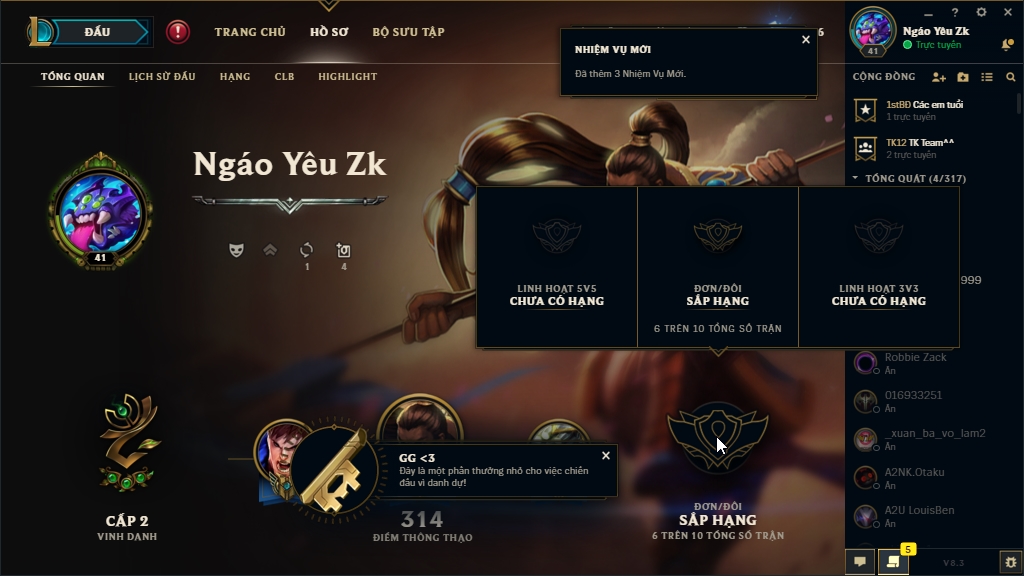 ĐẤU
TRANG CHỦ
HỒ SƠ
BỘ SƯU TẬP
6
NHIỆM VỤ MỚI
Đã thêm 3 Nhiệm Vụ Mới.
Ngáo Yêu Zk
Trực tuyến
41
TỔNG QUAN
LỊCH SỬ ĐẤU
HẠNG
CLB
HIGHLIGHT
CỘNG ĐỒNG
1stBĐ Các em tuổi
1 trực tuyến
TK12 TK Team^^
2 trực tuyến
TỔNG QUÁT (4/317)
Ngáo Yêu Zk
41
1
4
LINH HOẠT 5V5
CHƯA CÓ HẠNG
ĐƠN/ĐÔI
SẮP HẠNG
6 TRÊN 10 TỔNG SỐ TRẬN
LINH HOẠT 3V3
CHƯA CÓ HẠNG
999
Robbie Zack
Ẩn
016933251
Ẩn
_xuan_ba_vo_lam2
Ẩn
A2NK.Otaku
Ẩn
A2U LouisBen
Ẩn
GG <3
Đây là một phần thưởng nhỏ cho việc chiến
đấu vì danh dự!
CẤP 2
VINH DANH
314
ĐIỂM THÔNG THẠO
ĐƠN/ĐÔI
SẮP HẠNG
6 TRÊN 10 TỔNG SỐ TRẬN
5
V8.3